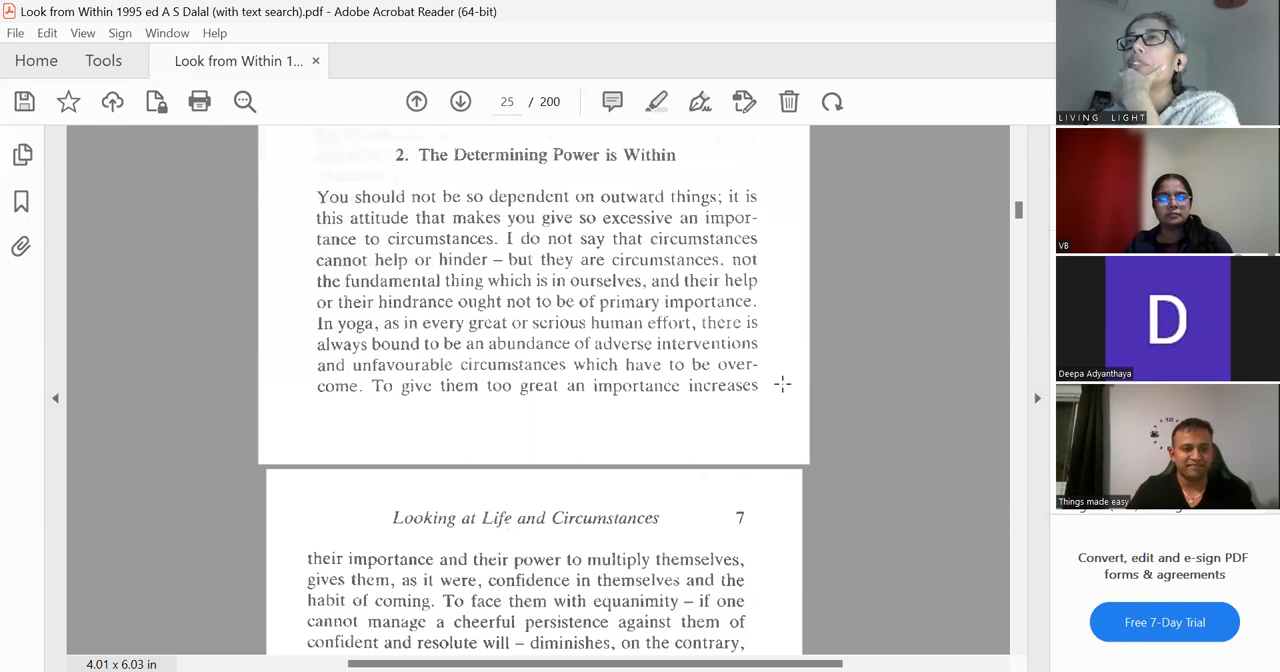 Look from Within 1995 ed A S Dalal (with text search).pdf - Adobe Acrobat Reader (64-bit)
File Edit View Sign Window Help
Home Tools Look from Within 1... ×
25 / 200
2. The Determining Power is Within
You should not be so dependent on outward things; it is
this attitude that makes you give so excessive an impor-
tance to circumstances. I do not say that circumstances
cannot help or hinder – but they are circumstances, not
the fundamental thing which is in ourselves, and their help
or their hindrance ought not to be of primary importance.
In yoga, as in every great or serious human effort, there is
always bound to be an abundance of adverse interventions
and unfavourable circumstances which have to be over-
come. To give them too great an importance increases
Looking at Life and Circumstances 7
their importance and their power to multiply themselves,
gives them, as it were, confidence in themselves and the
habit of coming. To face them with equanimity – if one
cannot manage a cheerful persistence against them of
confident and resolute will – diminishes, on the contrary,
4.01 x 6.03 in
LIVING LIGHT
VB
D
Deepa Adyanthaya
Things made easy
Convert, edit and e-sign PDF
forms & agreements
Free 7-Day Trial